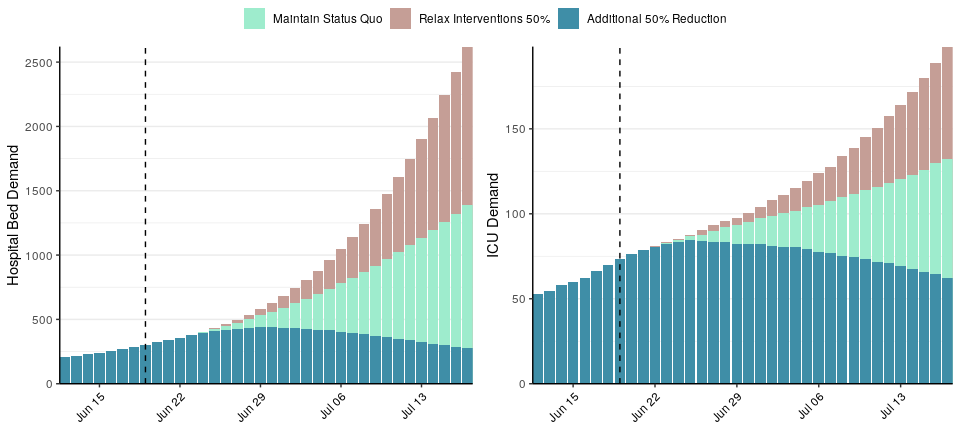 Maintain Status Quo Relax Interventions 50% Additional 50% Reduction
Hospital Bed Demand
2500
2000
1500
1000
500
0
Jun 15 Jun 22 Jun 29 Jul 06 Jul 13
ICU Demand
150
100
50
0
Jun 15 Jun 22 Jun 29 Jul 06 Jul 13